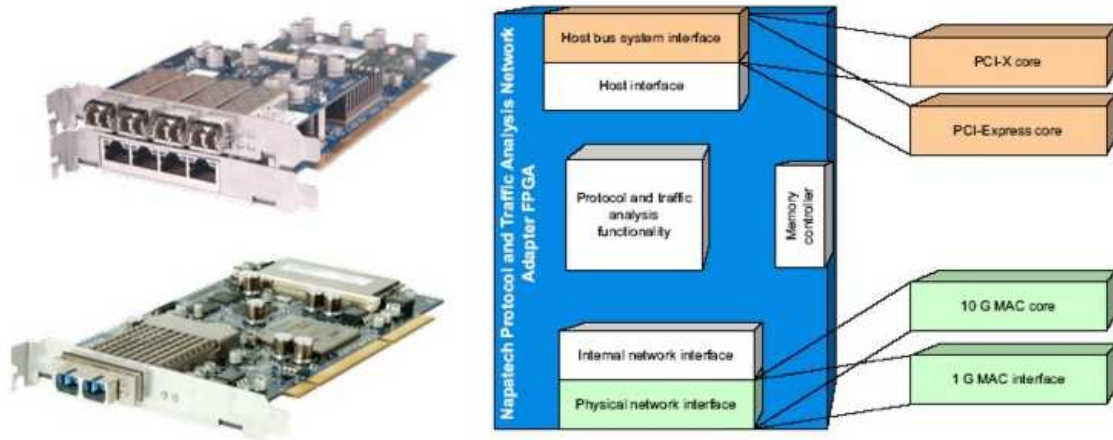 Napatech Protocol and Traffic Analysis Network
Adapter FPGA
Host bus system interface
Host interface
Protocol and traffic
analysis
functionality
Memory
controller
Internal network interface
Physical network interface
PCI-X core
PCI-Express core
10 G MAC core
1 G MAC interface